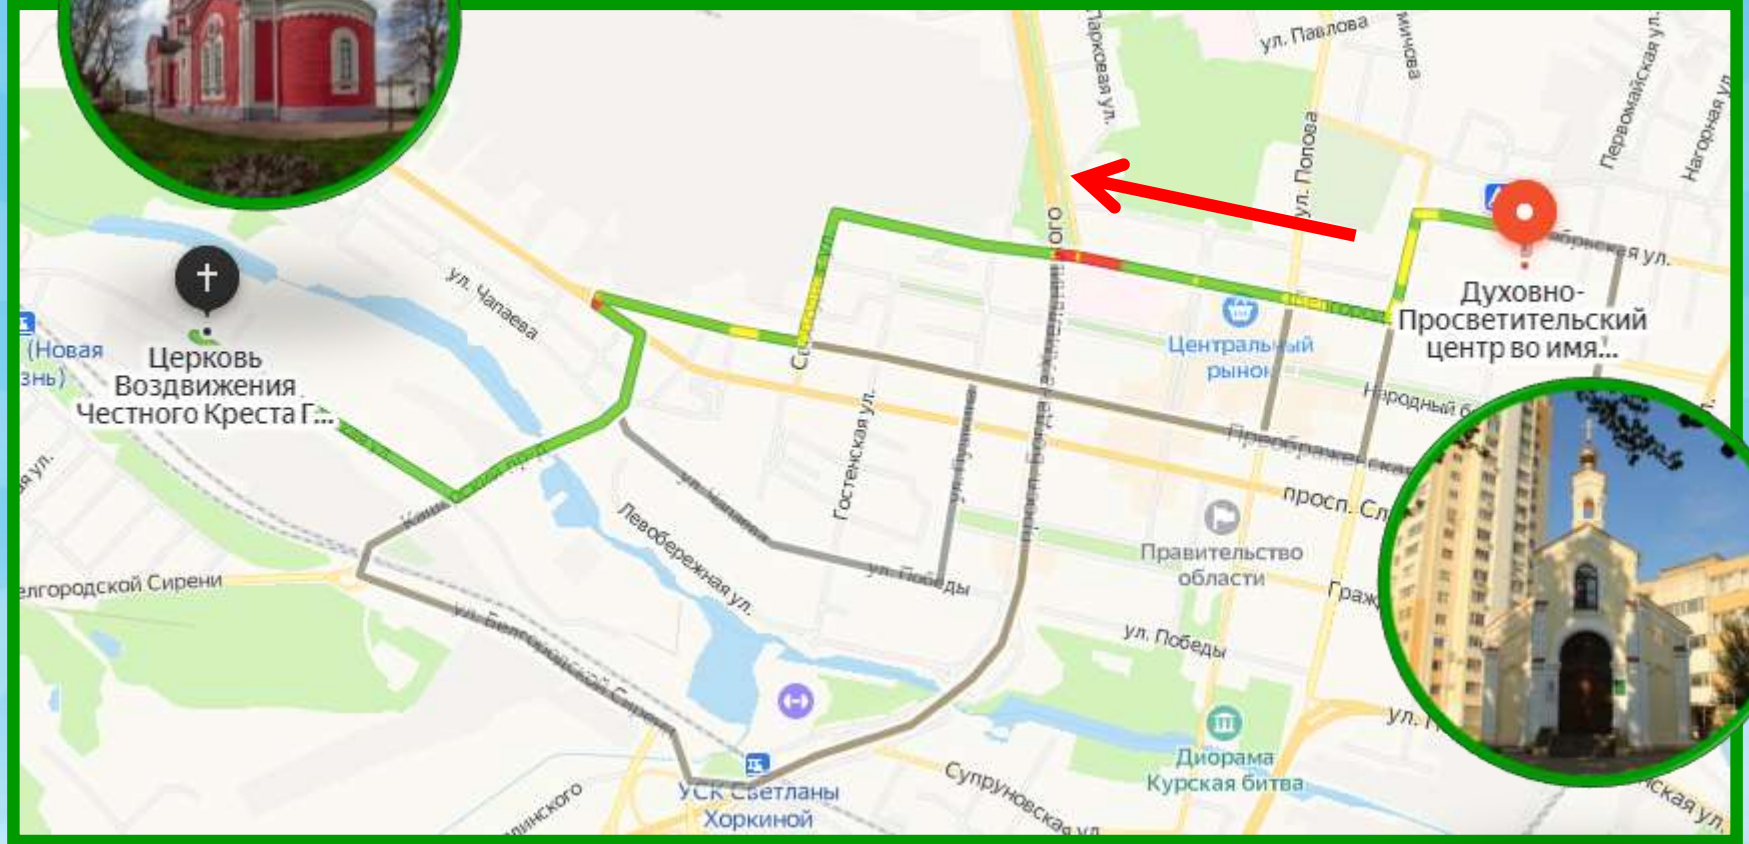 Парковая ул.
ул. Павлова
Первомайская ул.
Нагорная ул.
ул. Попова
ул. Чапаева
(Новая
Церковь
Воздвижения
Честного Креста Г...
Духовно-
Просветительский
центр во имя...
Центральный
рынок
Гостенская ул.
Народный б
Преображенская
просп. Сл
ул. Чапаева
Левобережная ул.
ул. Победы
Правительство
области
Граж
ул. Победы
елгородской Сирени
ул. Белгородской Сирени
Диорама
Курская битва
УСК Светланы
Хоркиной
Супруновская ул.